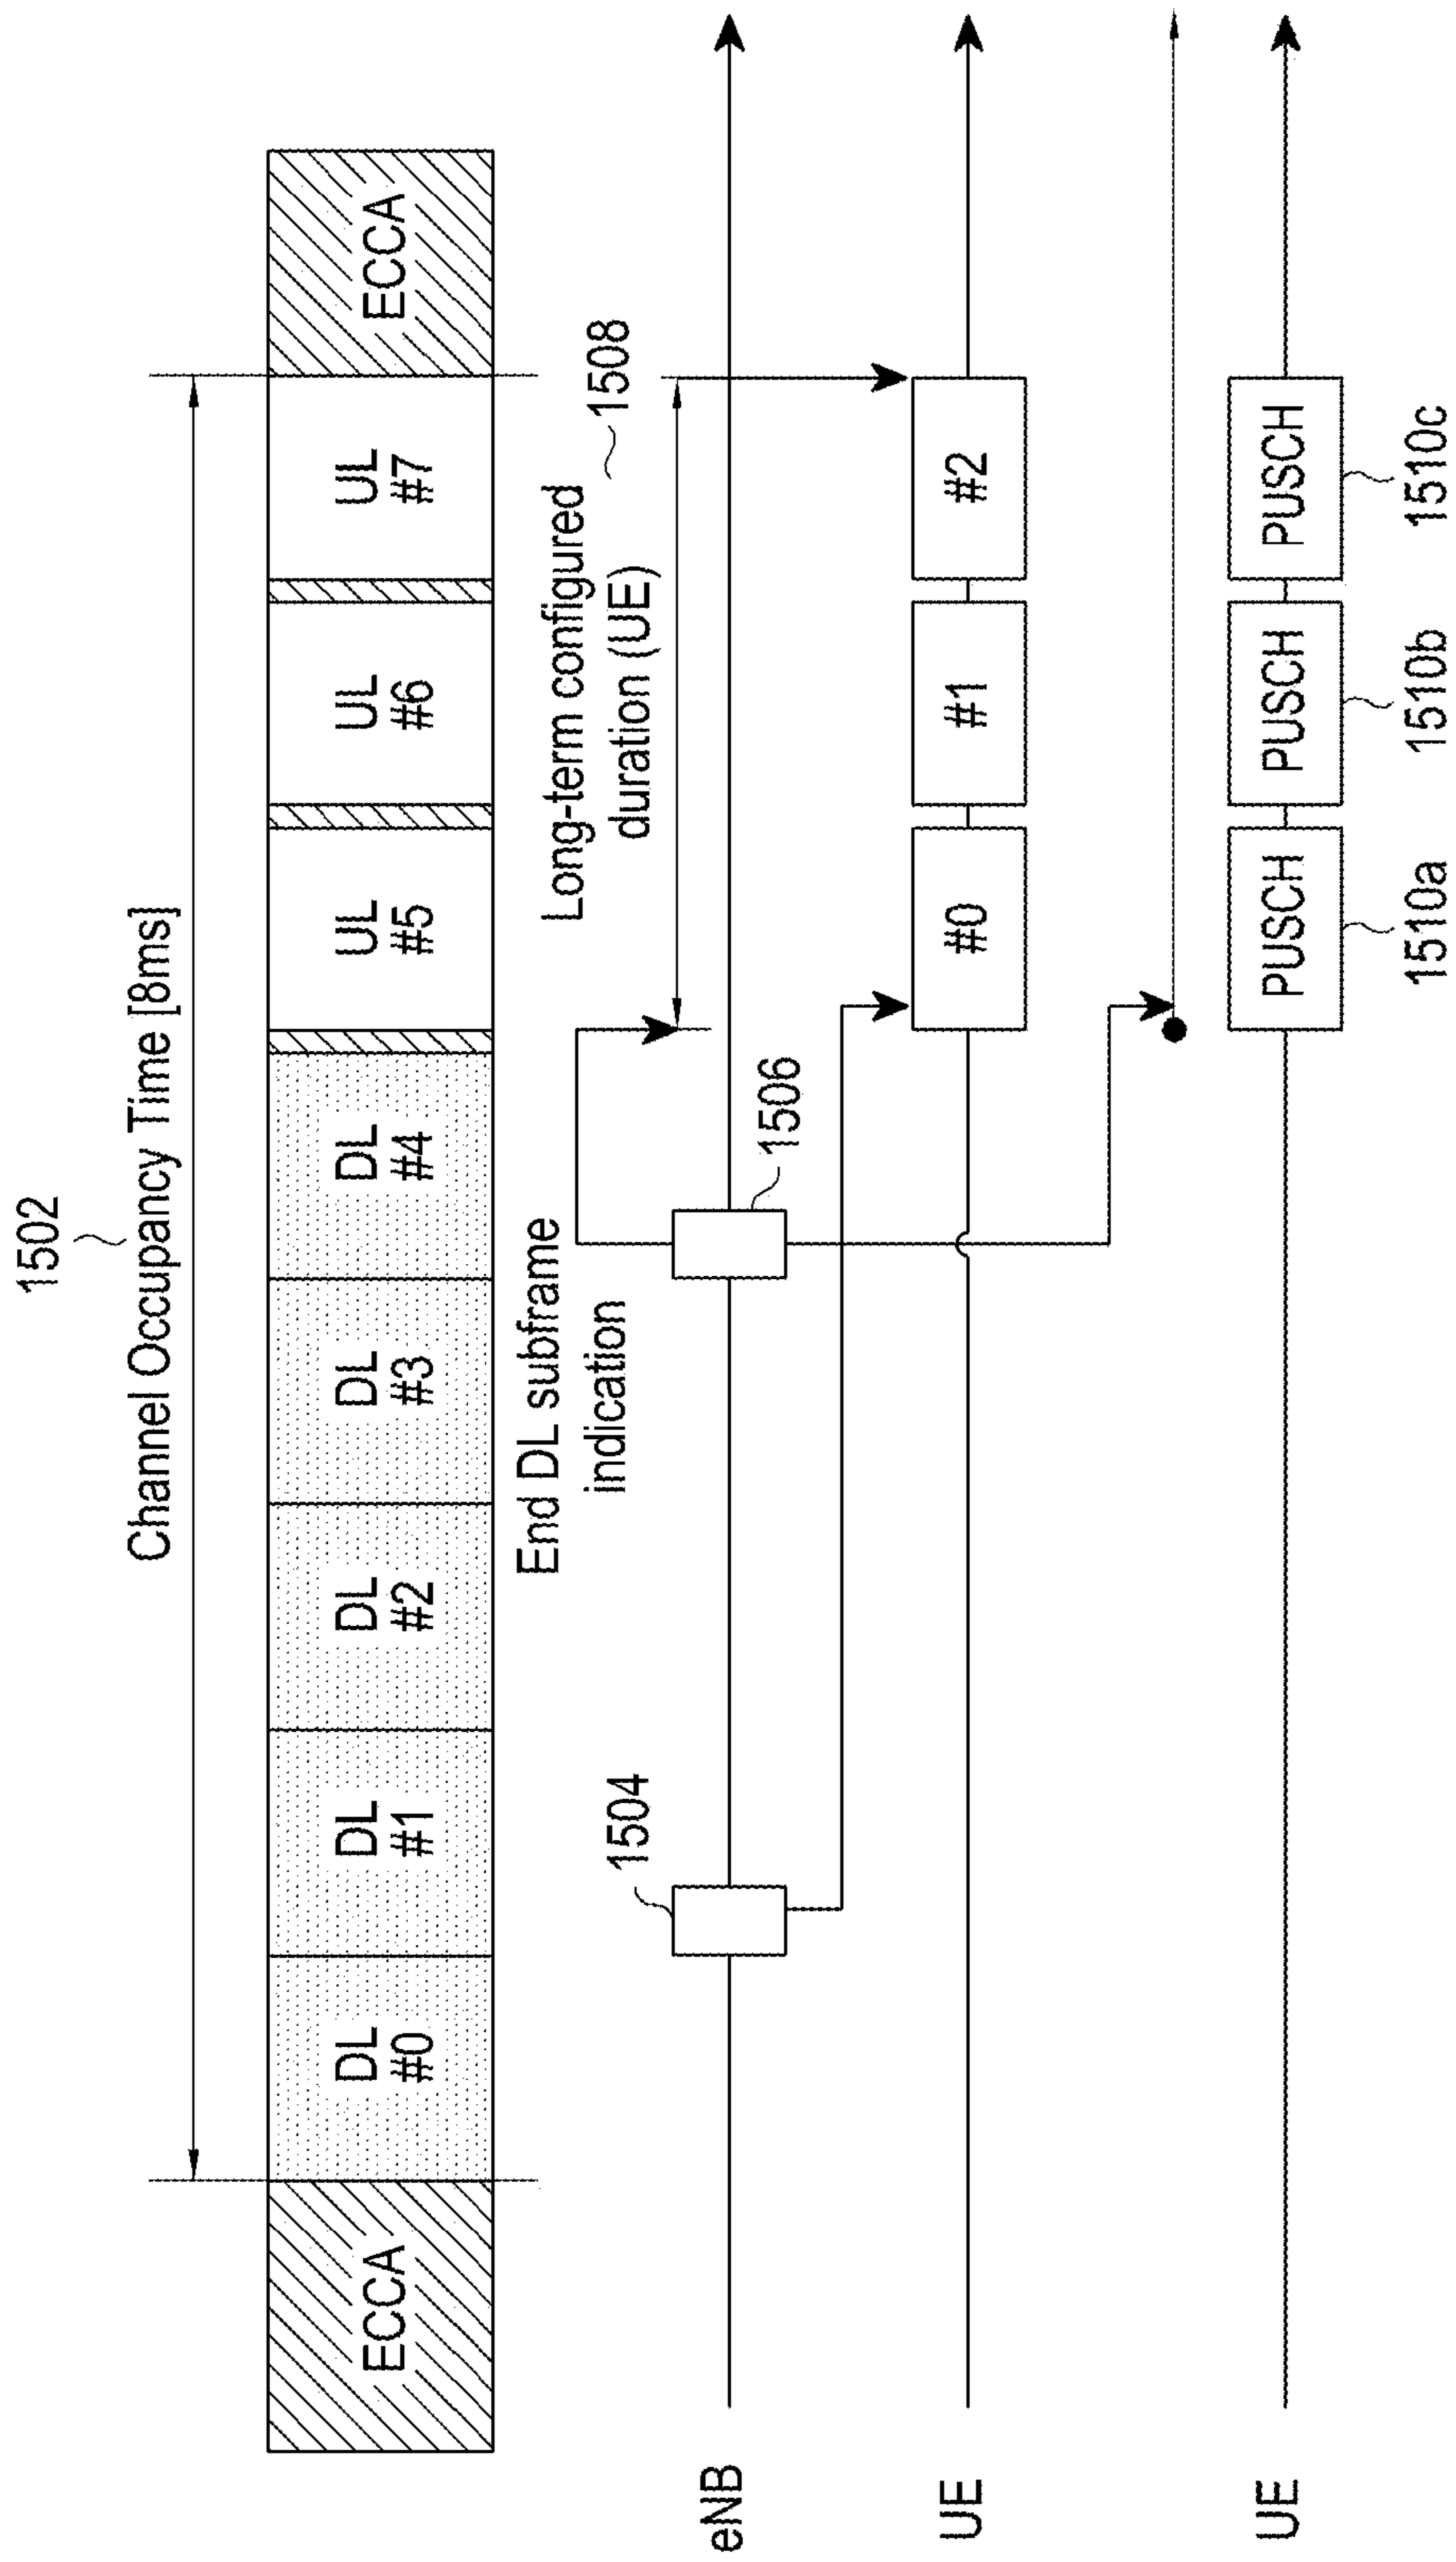 1502
Channel Occupancy Time [8ms]
ECCA
DL
#0
DL
#1
DL
#2
DL
#3
DL
#4
UL
#5
UL
#6
UL
#7
ECCA
End DL subframe
indication
Long-term configured
duration (UE)
1508
1504
1506
eNB
UE
#0
#1
#2
UE
PUSCH
PUSCH
PUSCH
1510a
1510b
1510c